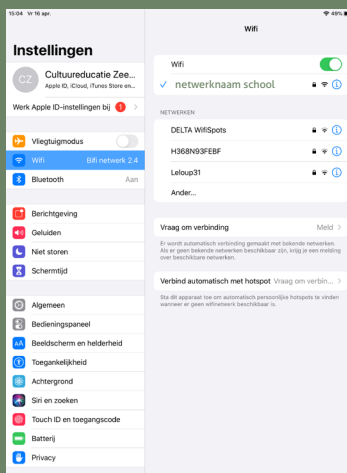 15:04 Vr 16 apr.
49%
Instellingen
CZ
Cultuureducatie Zee...
Apple ID, iCloud, iTunes Store en...
Werk Apple ID-instellingen bij 1
Vliegtuigmodus
Wifi Bifi netwerk 2.4
Bluetooth Aan
Berichtgeving
Geluiden
Niet storen
Schermtijd
Algemeen
Bedieningspaneel
AA Beeldscherm en helderheid
Toegankelijkheid
Achtergrond
Siri en zoeken
Touch ID en toegangscode
Batterij
Privacy
Wifi
Wifi
netwerknaam school
NETWERKEN
DELTA WifiSpots
H368N93FEBF
Leloup31
Ander...
Vraag om verbinding Meld
Er wordt automatisch verbinding gemaakt met bekende netwerken.
Als er geen bekende netwerken beschikbaar zijn, krijg je een melding
over beschikbare netwerken.
Verbind automatisch met hotspot Vraag om verbin...
Sta dit apparaat toe om automatisch persoonlijke hotspots te vinden
wanneer er geen wifinetwerk beschikbaar is.